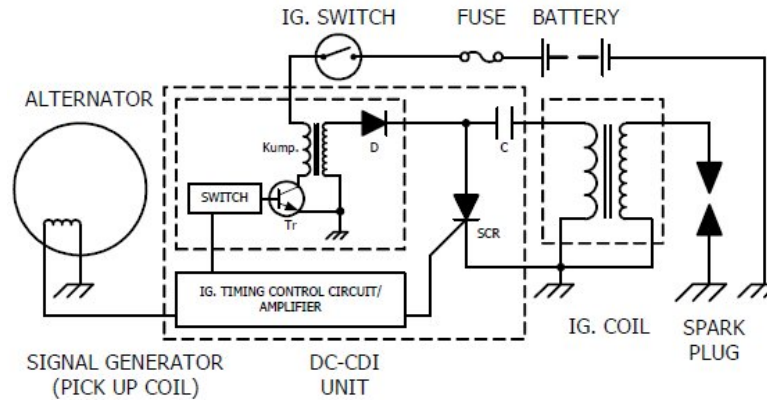 IG. SWITCH
FUSE
BATTERY
ALTERNATOR
Kump.
D
C
SWITCH
Tr
SCR
IG. TIMING CONTROL CIRCUIT/
AMPLIFIER
IG. COIL
SPARK
PLUG
SIGNAL GENERATOR
(PICK UP COIL)
DC-CDI
UNIT